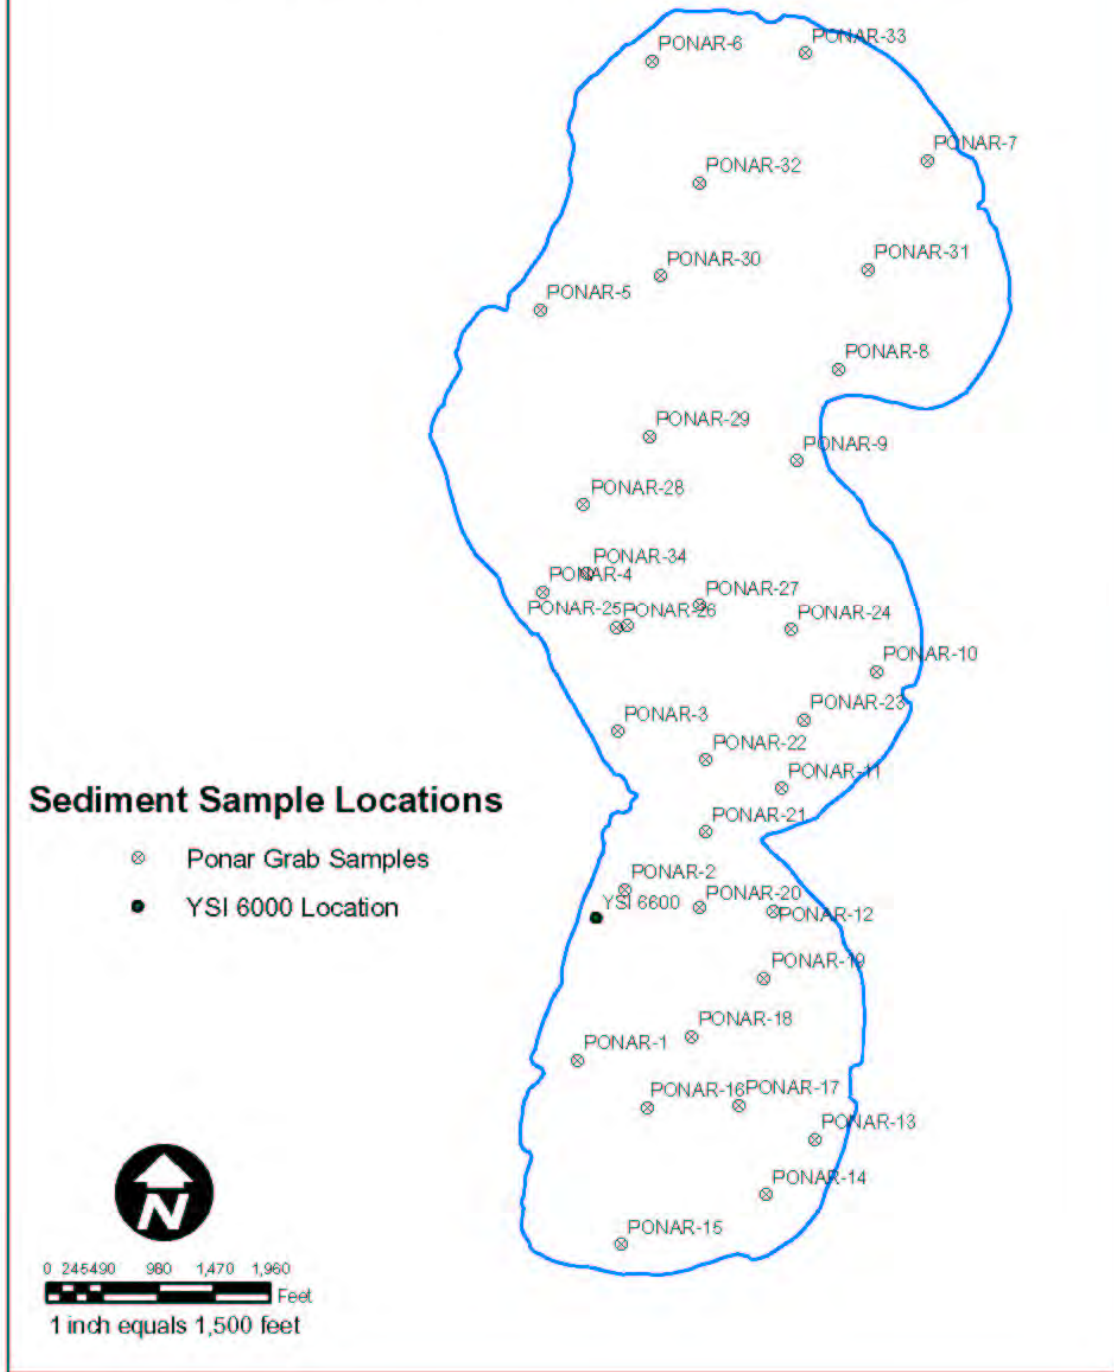 PONAR-33
PONAR-6
PONAR-7
PONAR-32
PONAR-31
PONAR-30
PONAR-5
PONAR-8
PONAR-29
PONAR-9
PONAR-28
PONAR-34
PONAR-4
PONAR-27
PONAR-25
PONAR-26
PONAR-24
PONAR-10
PONAR-23
PONAR-3
PONAR-22
PONAR-11
Sediment Sample Locations
PONAR-21
Ponar Grab Samples
PONAR-2
PONAR-20
YSI 6600
YSI 6000 Location
PONAR-12
PONAR-19
PONAR-18
PONAR-1
PONAR-16
PONAR-17
PONAR-13
PONAR-14
N
PONAR-15
0 245490 980 1,470 1,960
Feet
1 inch equals 1,500 feet